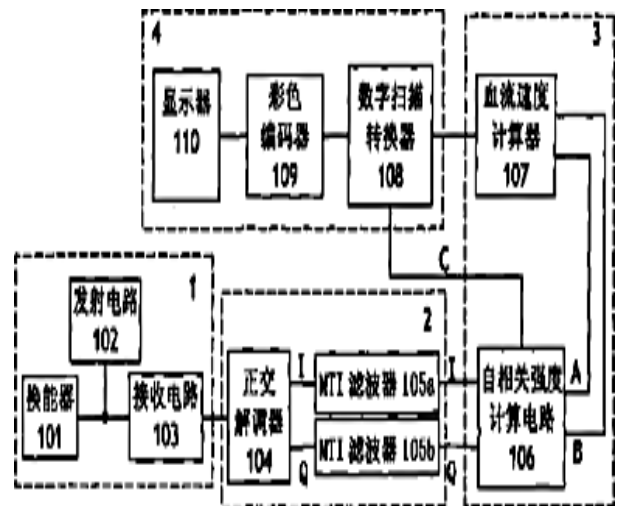 4
显示器
110
彩色
编码器
109
数字扫描
转换器
108
3
血流速度
计算器
107
C
1
发射电路
102
换能器
101
接收电路
103
2
正交
解调器
104
I
MTI 滤波器 105a
I
Q
MTI 滤波器 105b
Q
自相关强度
计算电路
106
A
B